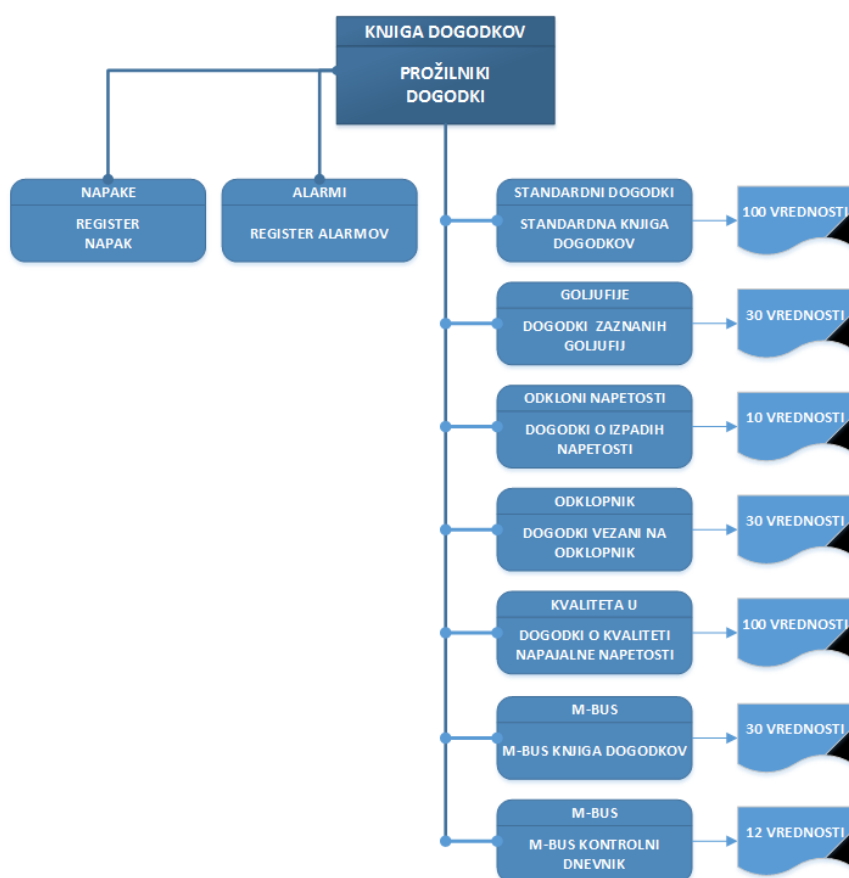 KNJIGA DOGODKOV
PROŽILNIKI
DOGODKI
NAPAKE
REGISTER
NAPAK
ALARMI
REGISTER ALARMOV
STANDARDNI DOGODKI
STANDARDNA KNJIGA
DOGODKOV
100 VREDNOSTI
GOLJUFIJE
DOGODKI ZAZNANIH
GOLJUFIJ
30 VREDNOSTI
ODKLONI NAPETOSTI
DOGODKI O IZPADIH
NAPETOSTI
10 VREDNOSTI
ODKLOPNIK
DOGODKI VEZANI NA
ODKLOPNIK
30 VREDNOSTI
KVALITETA U
DOGODKI O KVALITETI
NAPAJALNE NAPETOSTI
100 VREDNOSTI
M-BUS
M-BUS KNJIGA DOGODKOV
30 VREDNOSTI
M-BUS
M-BUS KONTROLNI
DNEVNIK
12 VREDNOSTI